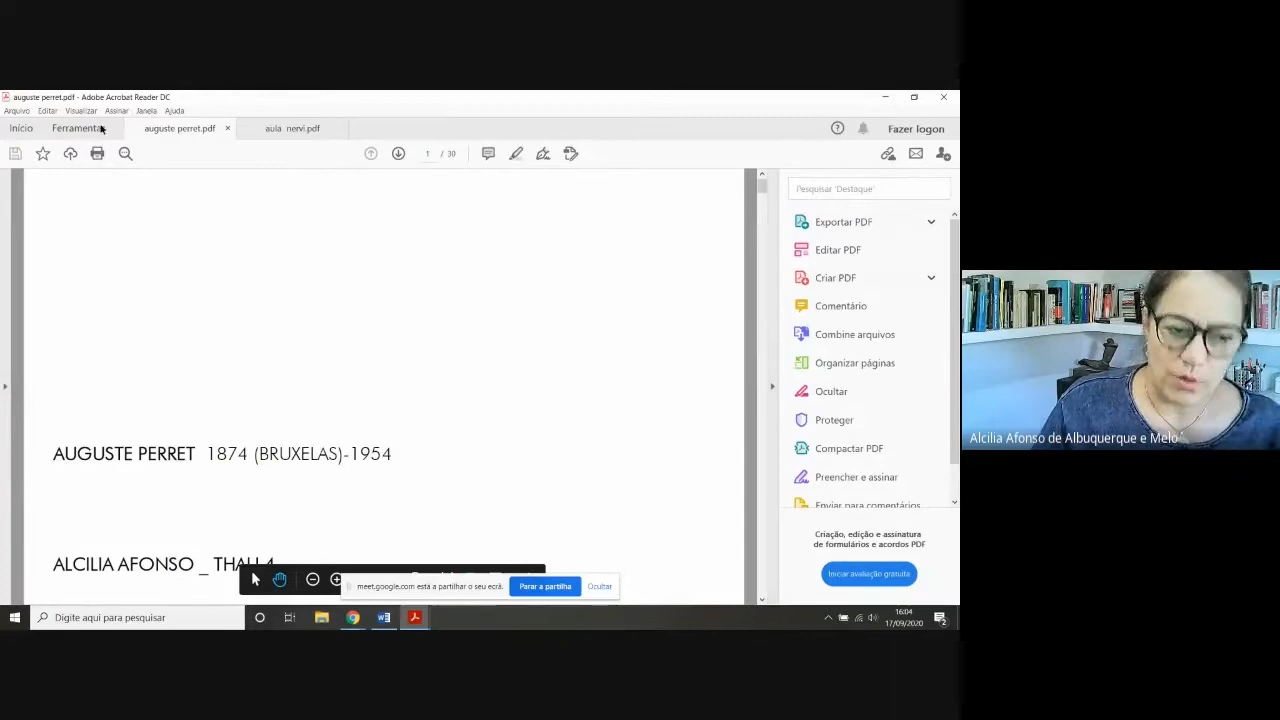 auguste perret.pdf - Adobe Acrobat Reader DC
Arquivo Editar Visualizar Assinar Janela Ajuda
Início Ferramentas auguste perret.pdf × aula nervi.pdf Fazer logon
1 / 30
Pesquisar 'Destaque'
Exportar PDF
Editar PDF
Criar PDF
Comentário
Combine arquivos
Organizar páginas
Ocultar
Proteger
Compactar PDF
Preencher e assinar
Enviar para comentários
Criação, edição e assinatura
de formulários e acordos PDF
Iniciar avaliação gratuita
AUGUSTE PERRET 1874 (BRUXELAS)-1954
ALCILIA AFONSO _ THAU 4
meet.google.com está a partilhar o seu ecrã. Parar a partilha Ocultar
Digite aqui para pesquisar
16:04
17/09/2020
2
Alcilia Afonso de Albuquerque e Melo